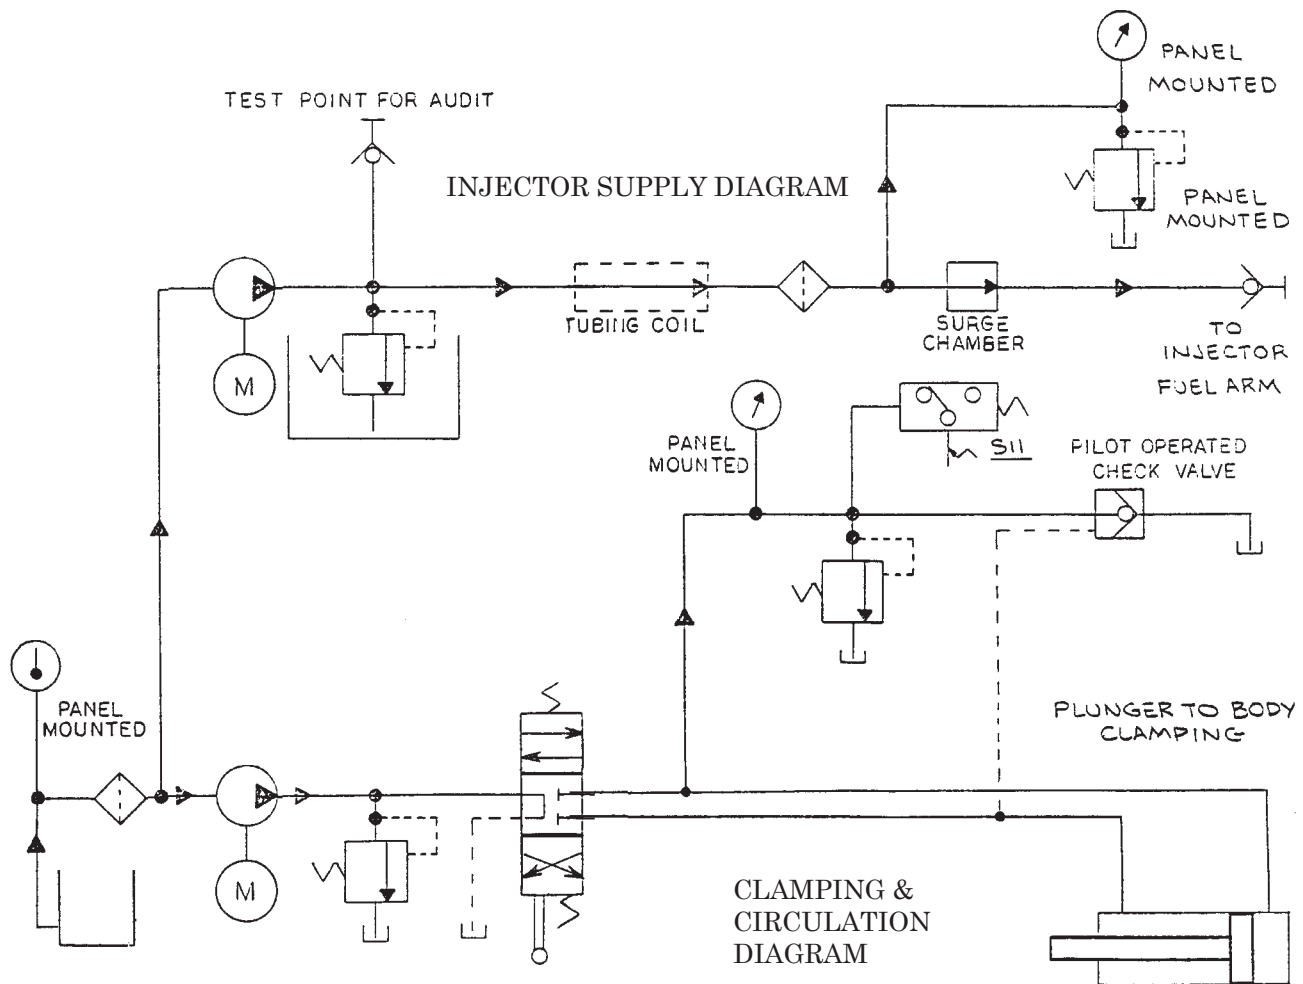 PANEL
MOUNTED
TEST POINT FOR AUDIT
INJECTOR SUPPLY DIAGRAM
PANEL
MOUNTED
TUBING COIL
SURGE
CHAMBER
TO
INJECTOR
FUEL ARM
M
PANEL
MOUNTED
S11
PILOT OPERATED
CHECK VALVE
PANEL
MOUNTED
PLUNGER TO BODY
CLAMPING
M
CLAMPING &
CIRCULATION
DIAGRAM